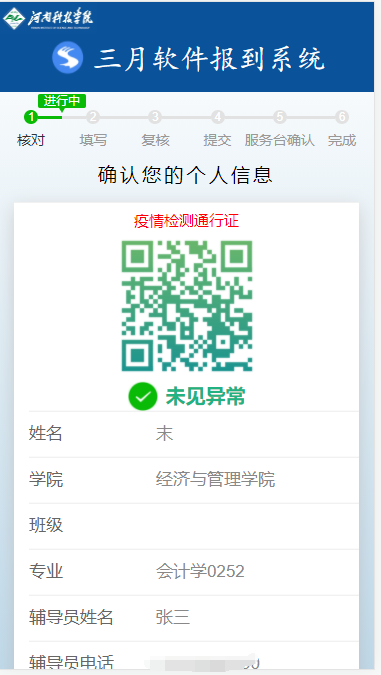 河南科技学院
三月软件报到系统
进行中
1 2 3 4 5 6
核对 填写 复核 提交 服务台确认 完成
确认您的个人信息
疫情检测通行证
未见异常
姓名 末
学院 经济与管理学院
班级
专业 会计学0252
辅导员姓名 张三
辅导员电话